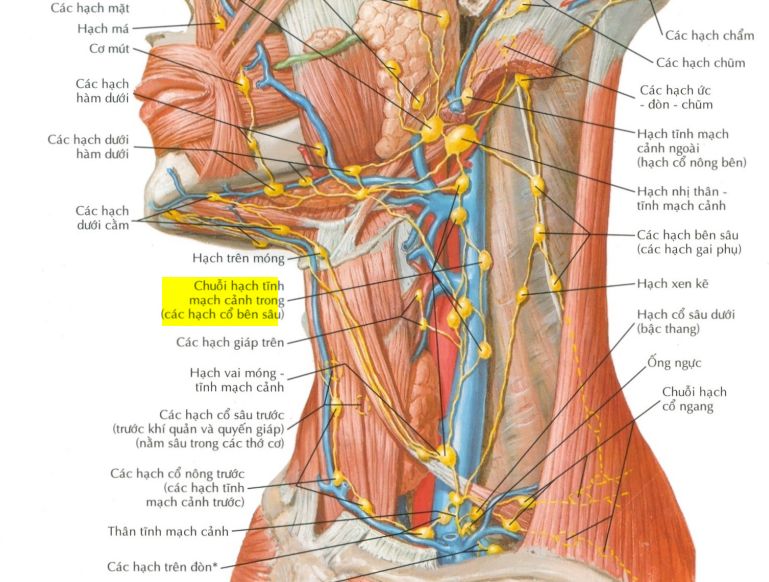 Các hạch mặt
Hạch má
Cơ mút
Các hạch
hàm dưới
Các hạch dưới
hàm dưới
Các hạch
dưới cằm
Hạch trên móng
Chuỗi hạch tĩnh
mạch cảnh trong
(các hạch cổ bên sâu)
Các hạch giáp trên
Hạch vai móng -
tĩnh mạch cảnh
Các hạch cổ sâu trước
(trước khí quản và quyến giáp)
(nằm sâu trong các thớ cơ)
Các hạch cổ nông trước
(các hạch tĩnh
mạch cảnh trước)
Thân tĩnh mạch cảnh
Các hạch trên đòn*
Các hạch chẩm
Các hạch chũm
Các hạch ức
- đòn - chũm
Hạch tĩnh mạch
cảnh ngoài
(hạch cổ nông bên)
Hạch nhị thân -
tĩnh mạch cảnh
Các hạch bên sâu
(các hạch gai phụ)
Hạch xen kẽ
Hạch cổ sâu dưới
(bậc thang)
Ống ngực
Chuỗi hạch
cổ ngang